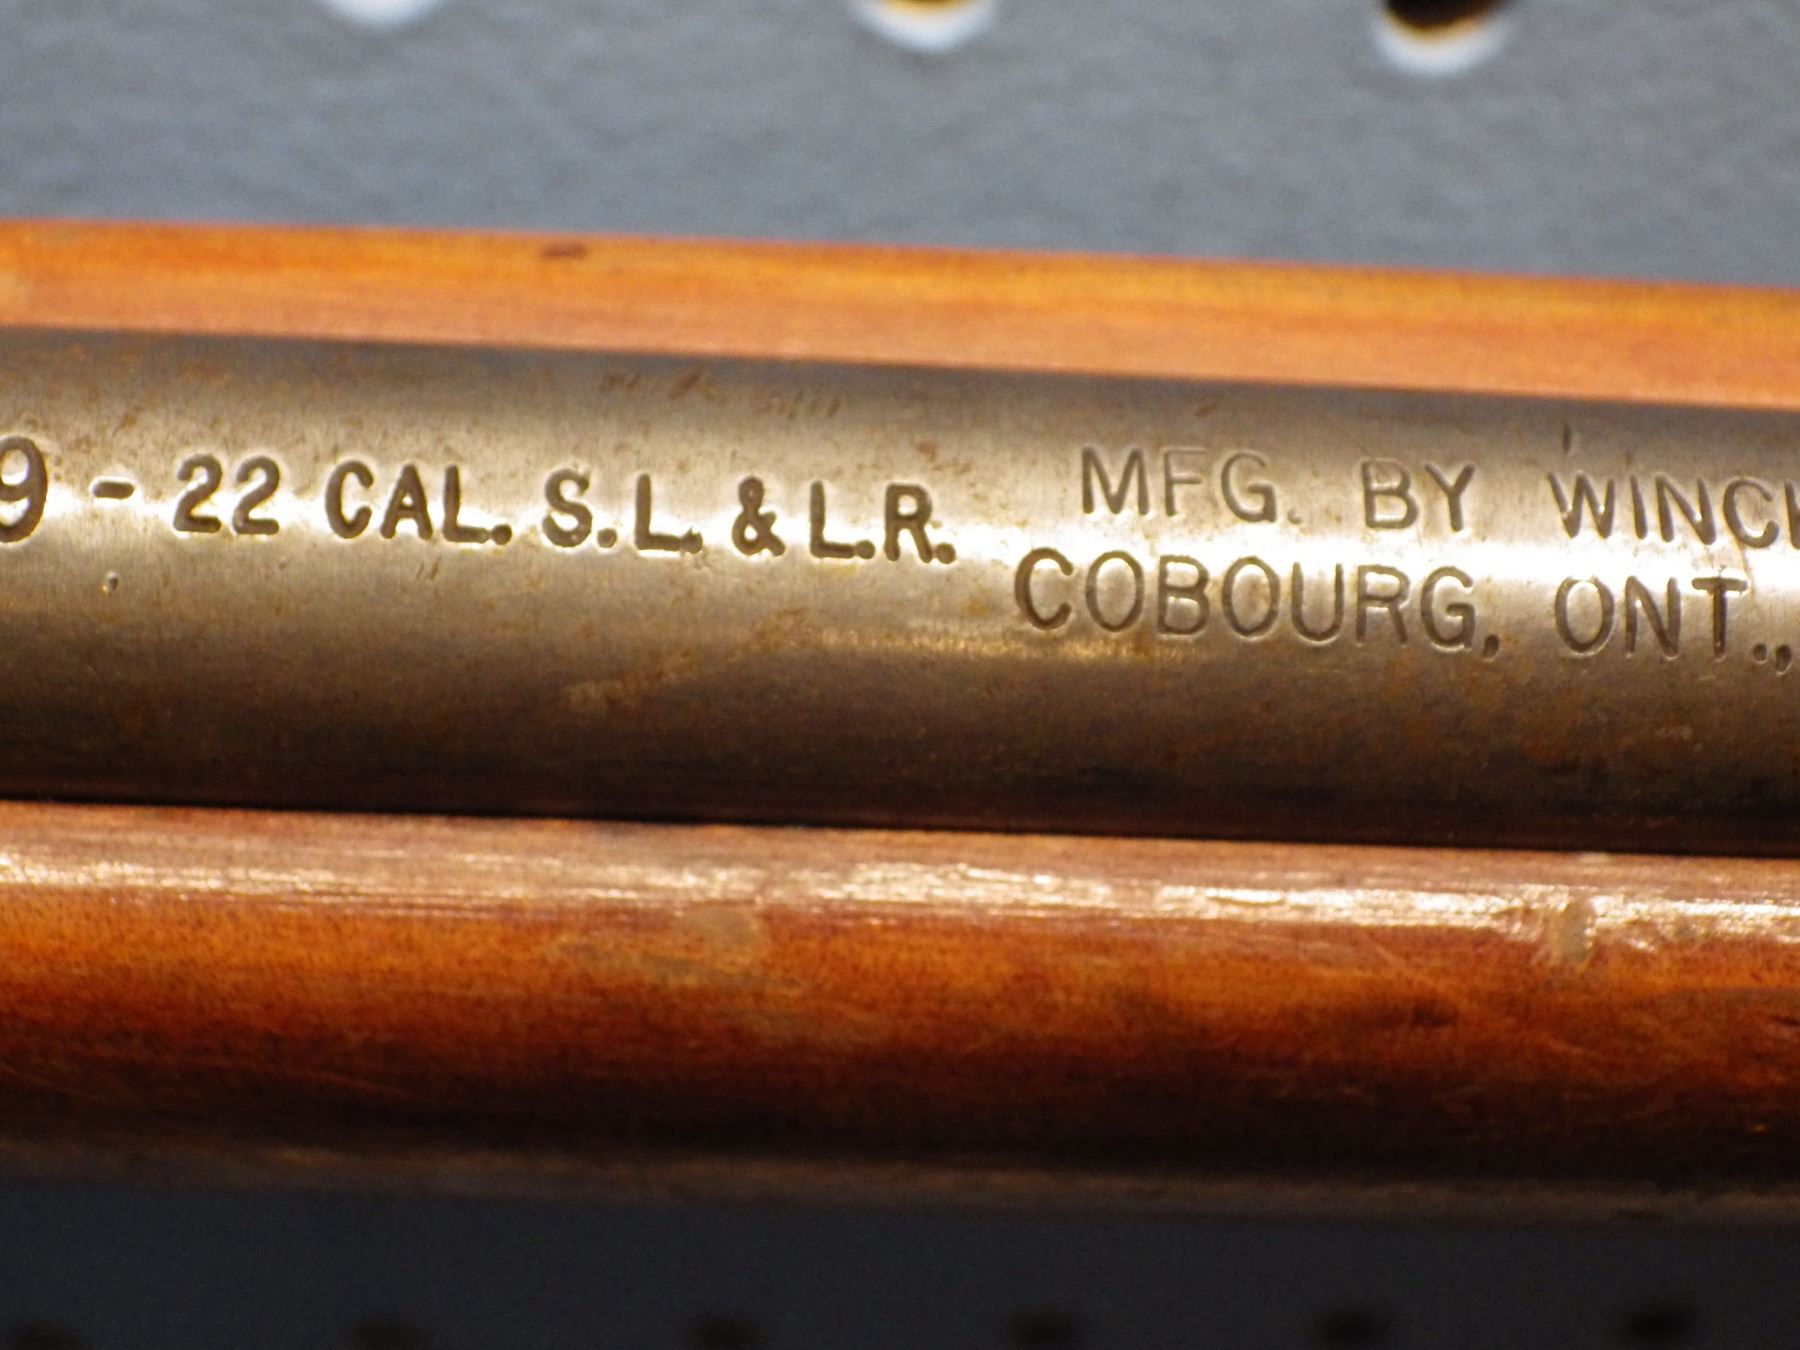 9 - 22 CAL. S. L. & L.R.
MFG. BY WINCH
COBOURG, ONT.,